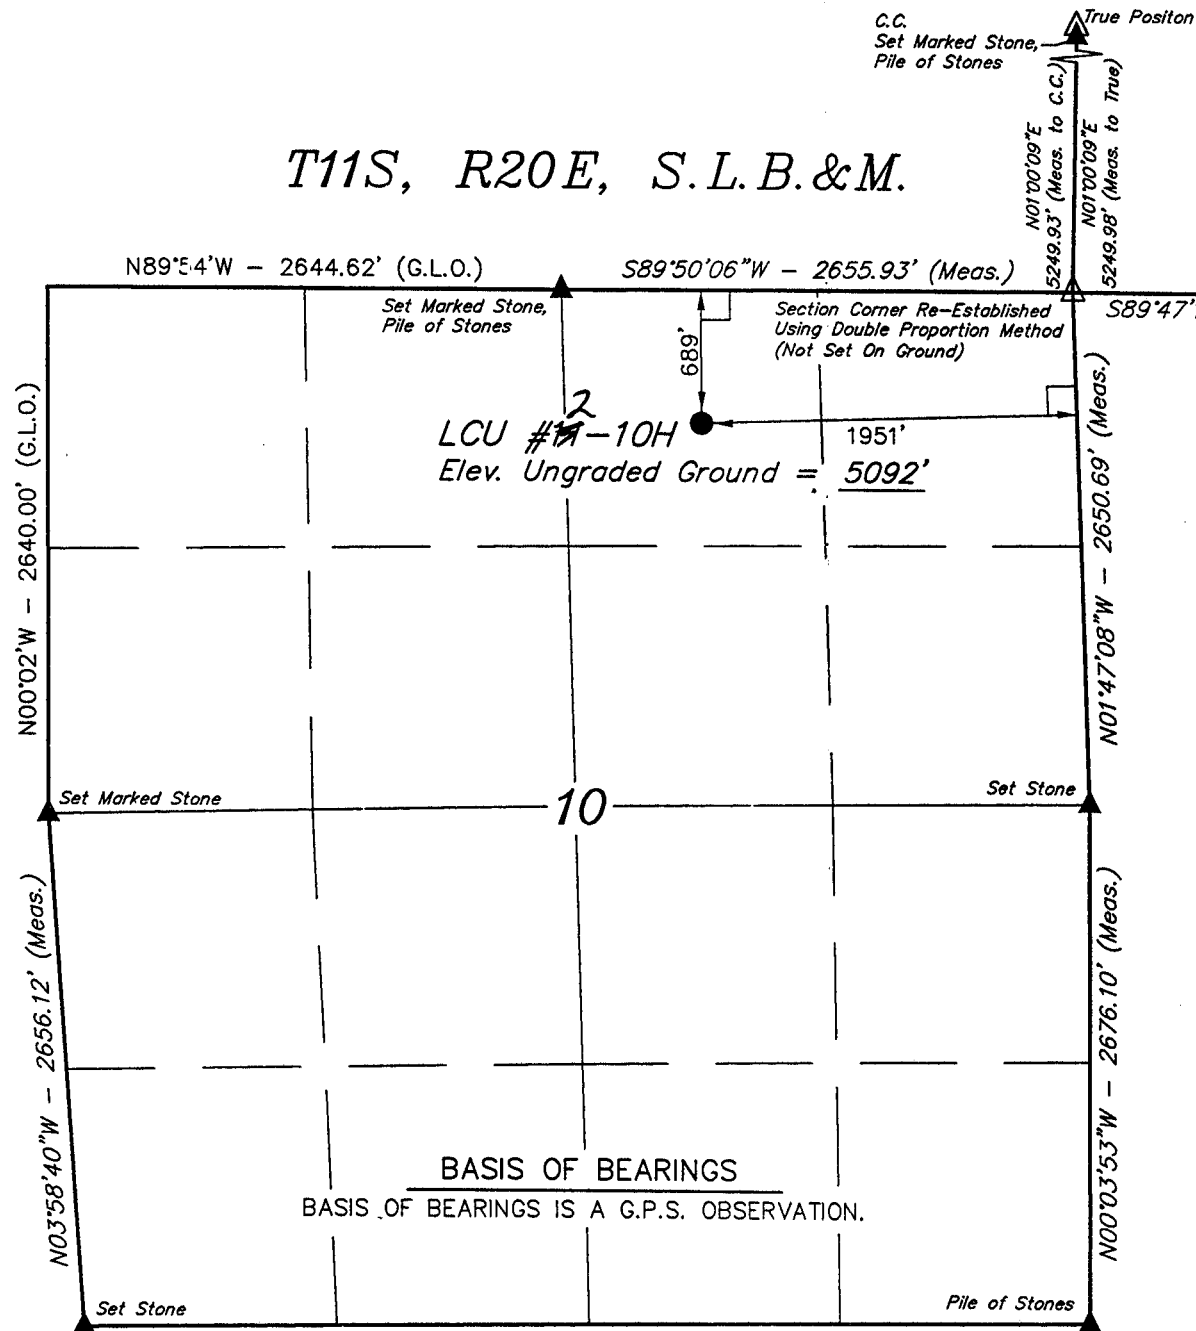 C.C.
Set Marked Stone,
Pile of Stones
True Positon
N01°00'09"E
5249.93' (Meas. to C.C.)
N01°00'09"E
5249.98' (Meas. to True)
T11S, R20E, S.L.B.&M.
N89°54'W - 2644.62' (G.L.O.)
S89°50'06"W - 2655.93' (Meas.)
S89°47'
Set Marked Stone,
Pile of Stones
Section Corner Re-Established
Using Double Proportion Method
(Not Set On Ground)
689'
1951'
2
LCU #11-10H
Elev. Ungraded Ground = 5092'
N00°02'W - 2640.00' (G.L.O.)
N01°47'08"W - 2650.69' (Meas.)
Set Marked Stone
10
Set Stone
N03°58'40"W - 2656.12' (Meas.)
N00°03'53"W - 2676.10' (Meas.)
BASIS OF BEARINGS
BASIS OF BEARINGS IS A G.P.S. OBSERVATION.
Set Stone
Pile of Stones